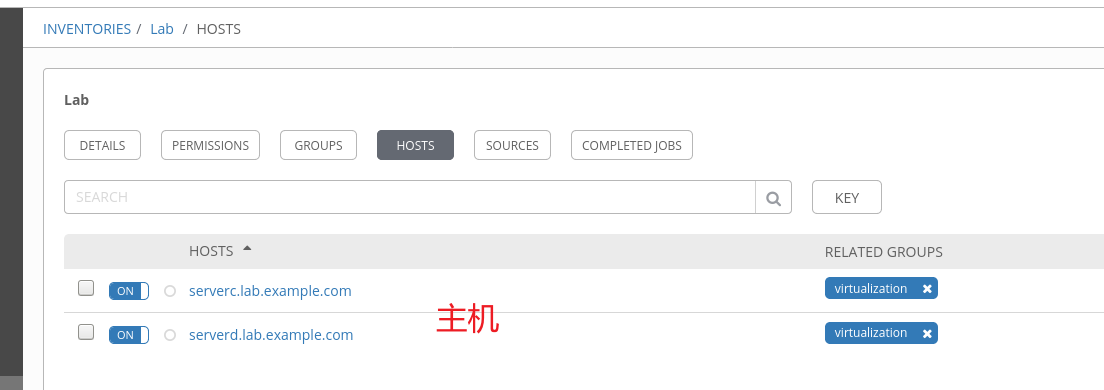 INVENTORIES / Lab / HOSTS
Lab
DETAILS PERMISSIONS GROUPS HOSTS SOURCES COMPLETED JOBS
SEARCH KEY
HOSTS RELATED GROUPS
ON serverc.lab.example.com virtualization
主机
ON serverd.lab.example.com virtualization